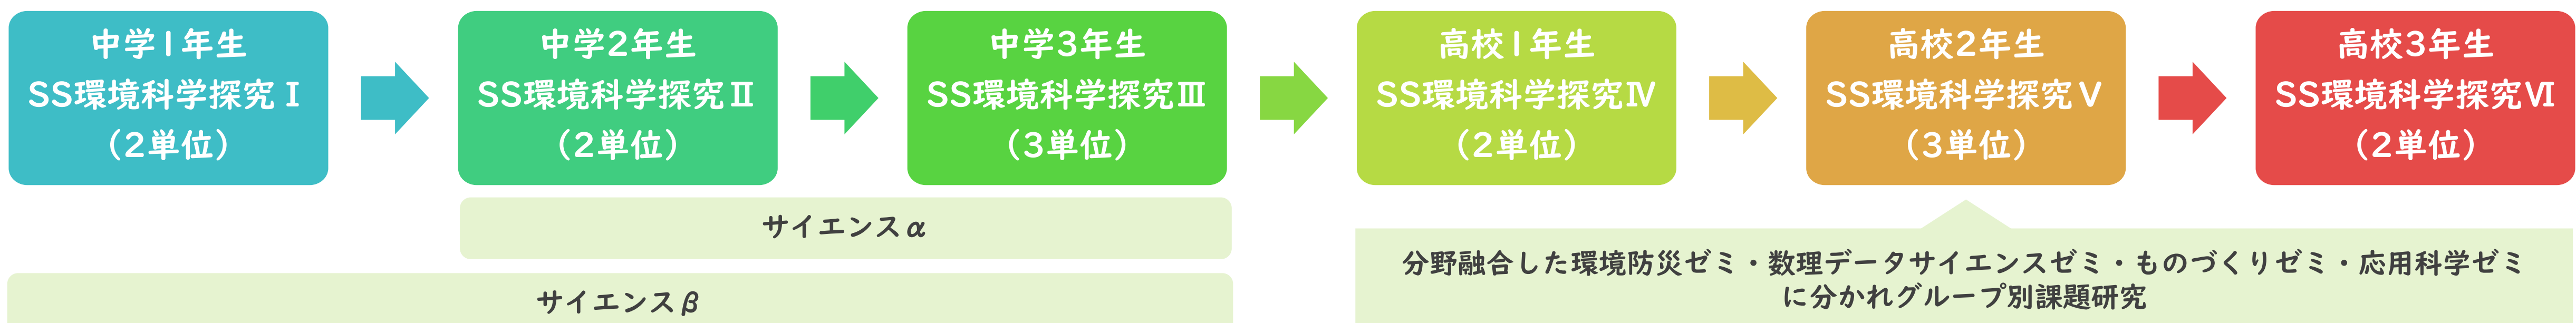 中学1年生
SS環境科学探究Ⅰ
(2単位)
中学2年生
SS環境科学探究Ⅱ
(2単位)
中学3年生
SS環境科学探究Ⅲ
(3単位)
高校1年生
SS環境科学探究Ⅳ
(2単位)
高校2年生
SS環境科学探究Ⅴ
(3単位)
高校3年生
SS環境科学探究Ⅵ
(2単位)
サイエンスα
サイエンスβ
分野融合した環境防災ゼミ・数理データサイエンスゼミ・ものづくりゼミ・応用科学ゼミ
に分かれグループ別課題研究